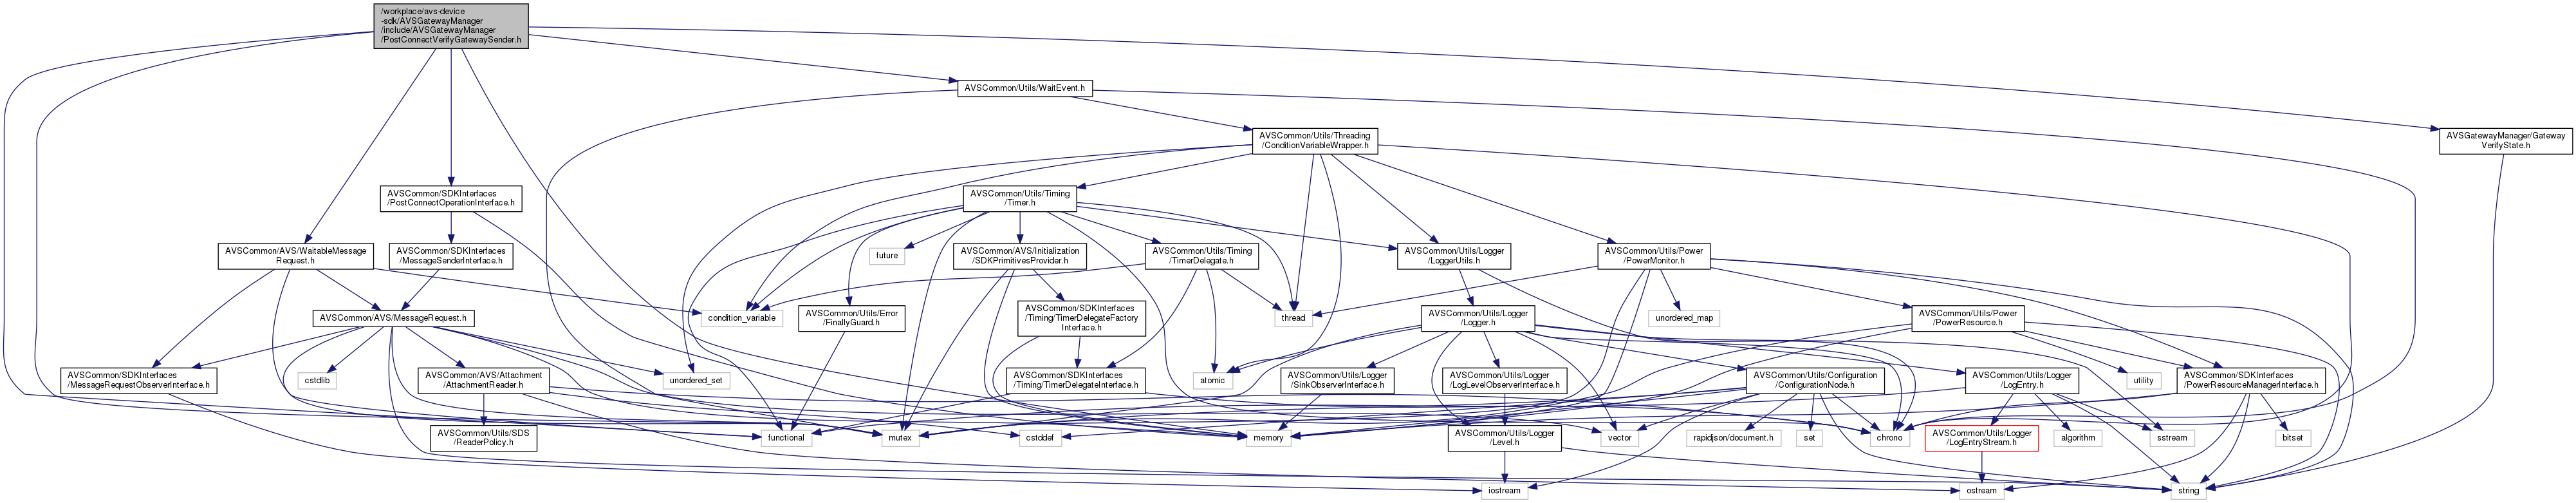 /workplace/avs-device
-sdk/AVSGatewayManager
/include/AVSGatewayManager
/PostConnectVerifyGatewaySender.h
AVSCommon/Utils/WaitEvent.h
AVSCommon/Utils/Threading
/ConditionVariableWrapper.h
AVSGatewayManager/Gateway
VerifyState.h
AVSCommon/SDKInterfaces
/PostConnectOperationInterface.h
AVSCommon/Utils/Timing
/Timer.h
AVSCommon/AVS/WaitableMessage
Request.h
AVSCommon/SDKInterfaces
/MessageSenderInterface.h
future
AVSCommon/AVS/Initialization
/SDKPrimitivesProvider.h
AVSCommon/Utils/Timing
/TimerDelegate.h
AVSCommon/Utils/Logger
/LoggerUtils.h
AVSCommon/Utils/Power
/PowerMonitor.h
AVSCommon/AVS/MessageRequest.h
condition_variable
AVSCommon/Utils/Error
/FinallyGuard.h
AVSCommon/SDKInterfaces
/Timing/TimerDelegateFactory
Interface.h
thread
AVSCommon/Utils/Logger
/Logger.h
unordered_map
AVSCommon/Utils/Power
/PowerResource.h
AVSCommon/SDKInterfaces
/MessageRequestObserverInterface.h
cstdlib
AVSCommon/AVS/Attachment
/AttachmentReader.h
unordered_set
AVSCommon/SDKInterfaces
/Timing/TimerDelegateInterface.h
atomic
AVSCommon/Utils/Logger
/SinkObserverInterface.h
AVSCommon/Utils/Logger
/LogLevelObserverInterface.h
AVSCommon/Utils/Configuration
/ConfigurationNode.h
AVSCommon/Utils/Logger
/LogEntry.h
utility
AVSCommon/SDKInterfaces
/PowerResourceManagerInterface.h
AVSCommon/Utils/SDS
/ReaderPolicy.h
functional
mutex
cstddef
memory
AVSCommon/Utils/Logger
/Level.h
vector
rapidjson/document.h
set
chrono
AVSCommon/Utils/Logger
/LogEntryStream.h
algorithm
sstream
bitset
iostream
ostream
string